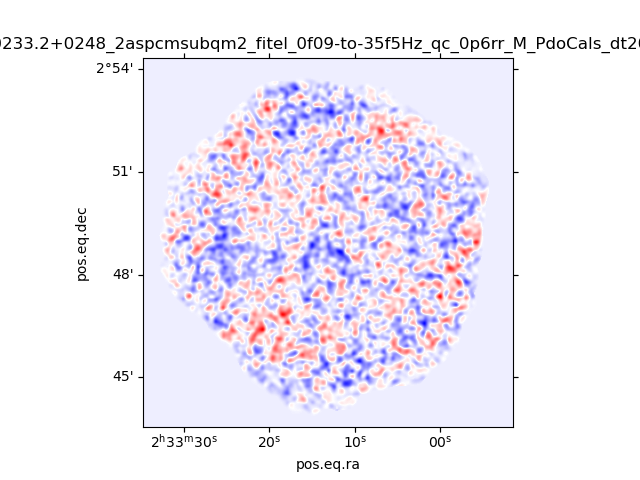 0233.2+0248_2aspcmsubqm2_fitel_0f09-to-35f5Hz_qc_0p6rr_M_PdoCals_dt20
2°54'
51'
48'
45'
pos.eq.dec
2ʰ33ᵐ30ˢ 20ˢ 10ˢ 00ˢ
pos.eq.ra